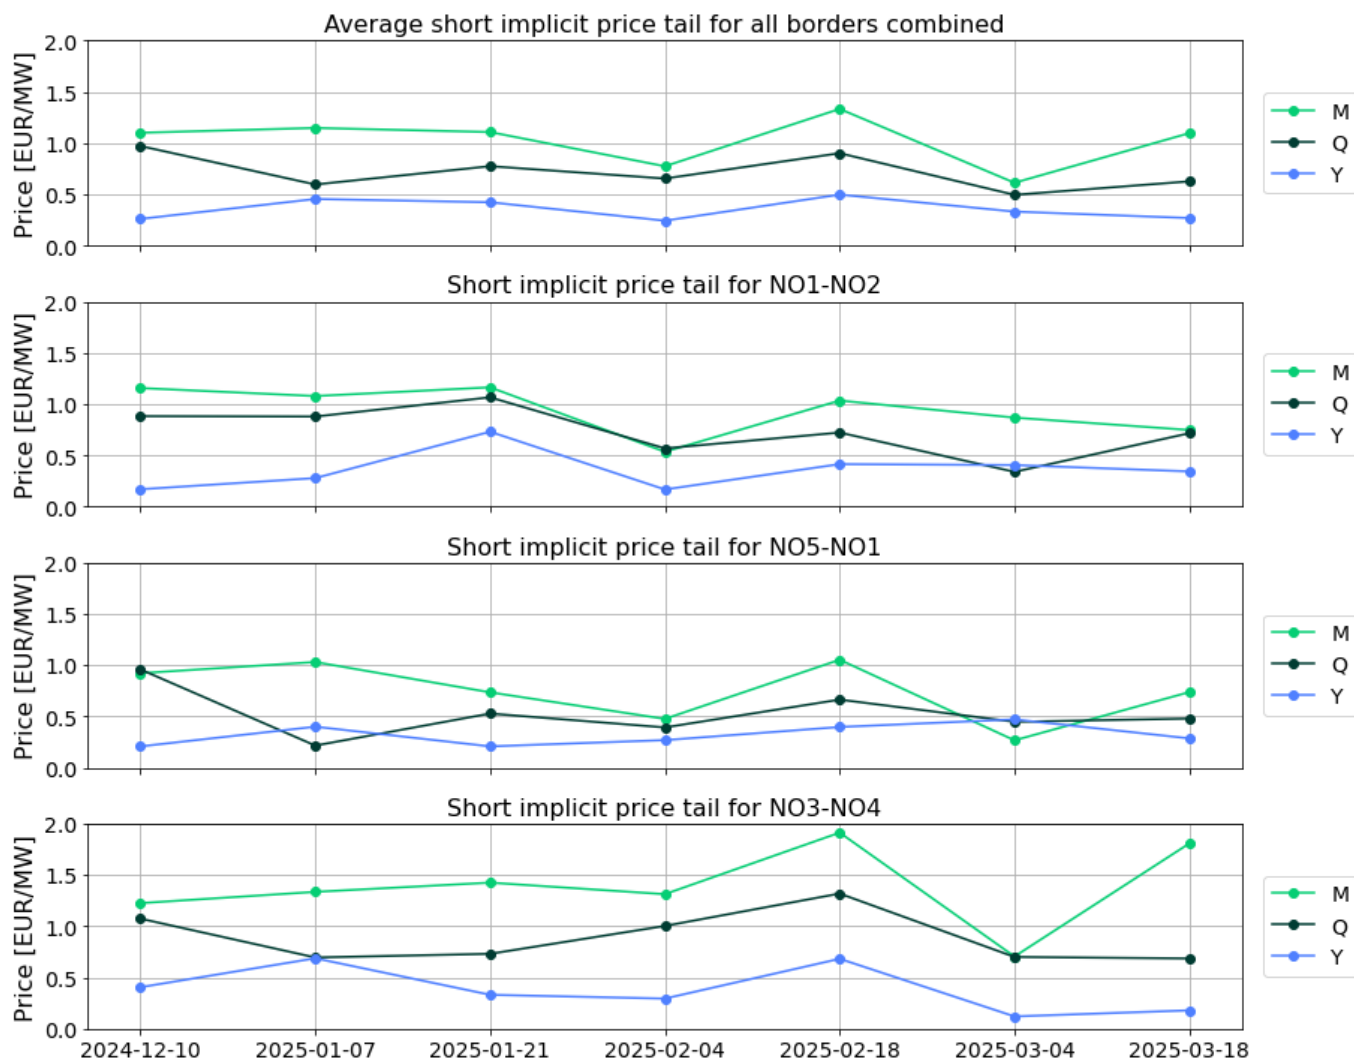 Average short implicit price tail for all borders combined
Price [EUR/MW]
2.0
1.5
1.0
0.5
0.0
M
Q
Y
Short implicit price tail for NO1-NO2
Price [EUR/MW]
2.0
1.5
1.0
0.5
0.0
M
Q
Y
Short implicit price tail for NO5-NO1
Price [EUR/MW]
2.0
1.5
1.0
0.5
0.0
M
Q
Y
Short implicit price tail for NO3-NO4
Price [EUR/MW]
2.0
1.5
1.0
0.5
0.0
M
Q
Y
2024-12-10 2025-01-07 2025-01-21 2025-02-04 2025-02-18 2025-03-04 2025-03-18